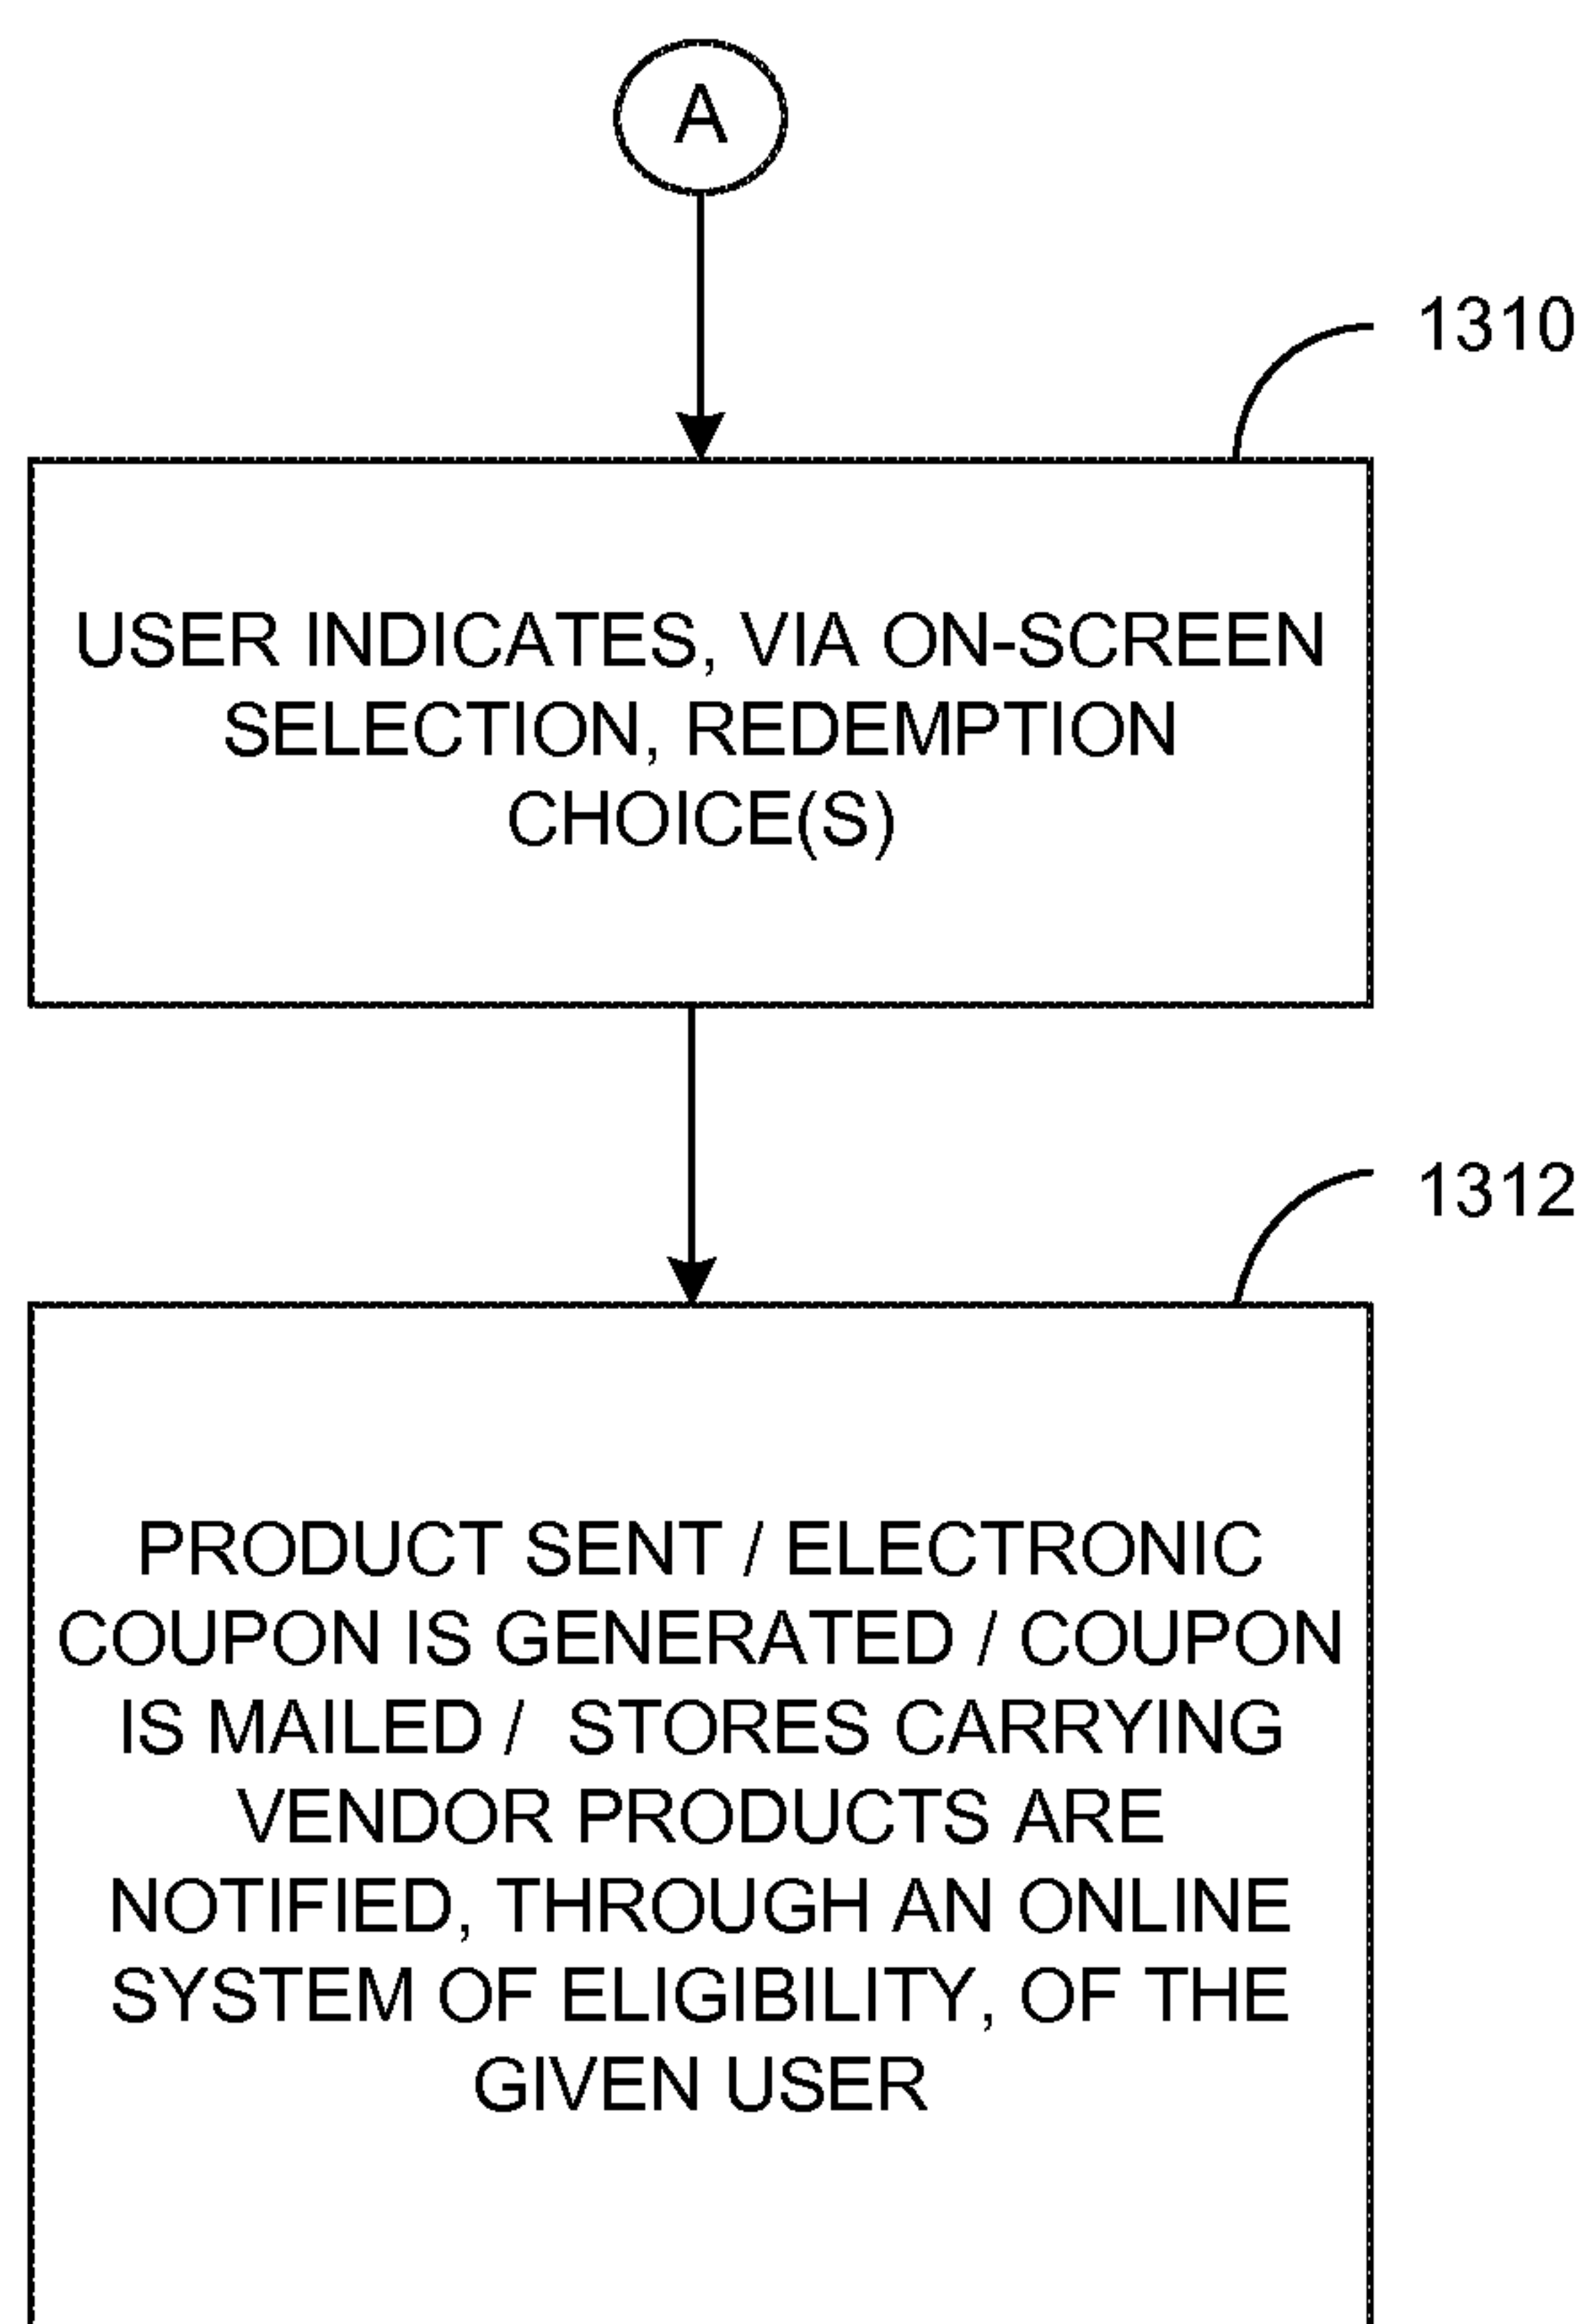 A
1310
USER INDICATES, VIA ON-SCREEN
SELECTION, REDEMPTION
CHOICE(S)
1312
PRODUCT SENT / ELECTRONIC
COUPON IS GENERATED / COUPON
IS MAILED / STORES CARRYING
VENDOR PRODUCTS ARE
NOTIFIED, THROUGH AN ONLINE
SYSTEM OF ELIGIBILITY, OF THE
GIVEN USER